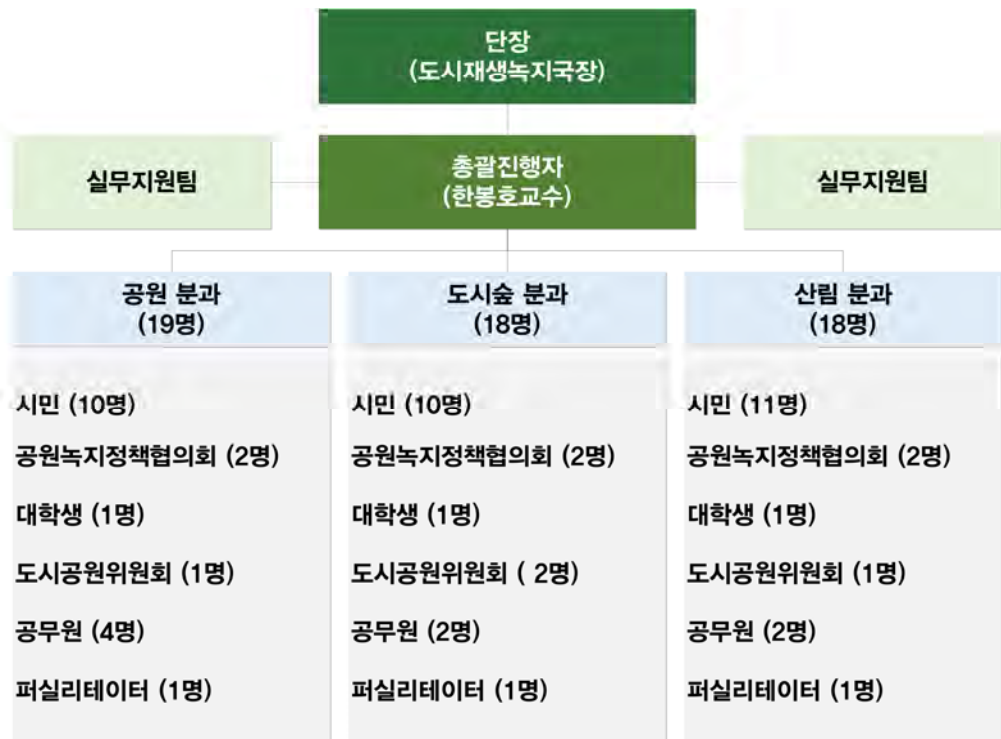 단장
(도시재생녹지국장)
실무지원팀
총괄진행자
(한봉호교수)
실무지원팀
공원 분과
(19명)
도시숲 분과
(18명)
산림 분과
(18명)
시민 (10명)
공원녹지정책협의회 (2명)
대학생 (1명)
도시공원위원회 (1명)
공무원 (4명)
퍼실리테이터 (1명)
시민 (10명)
공원녹지정책협의회 (2명)
대학생 (1명)
도시공원위원회 ( 2명)
공무원 (2명)
퍼실리테이터 (1명)
시민 (11명)
공원녹지정책협의회 (2명)
대학생 (1명)
도시공원위원회 (1명)
공무원 (2명)
퍼실리테이터 (1명)